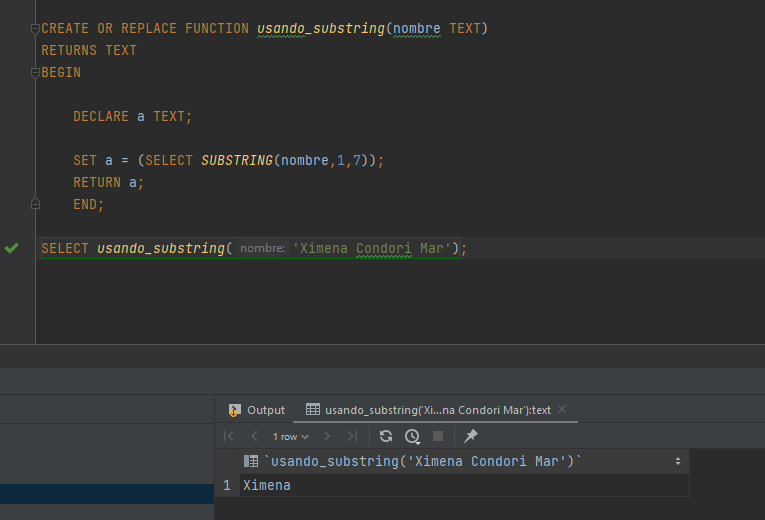 CREATE OR REPLACE FUNCTION usando_substring(nombre TEXT)
RETURNS TEXT
BEGIN
DECLARE a TEXT;
SET a = (SELECT SUBSTRING(nombre,1,7));
RETURN a;
END;
SELECT usando_substring( nombre: 'Ximena Condori Mar');
Output
usando_substring('Xi...na Condori Mar'):text
1 row
`usando_substring('Ximena Condori Mar')`
1 Ximena